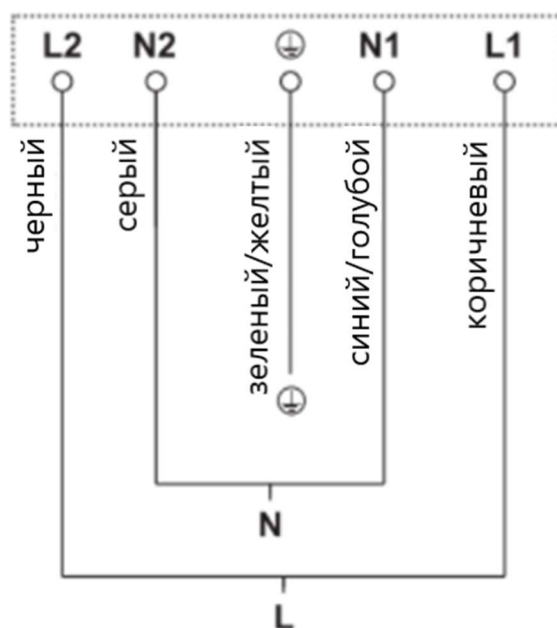 L2 N2 N1 L1
черный
серый
зеленый/желтый
синий/голубой
коричневый
N
L